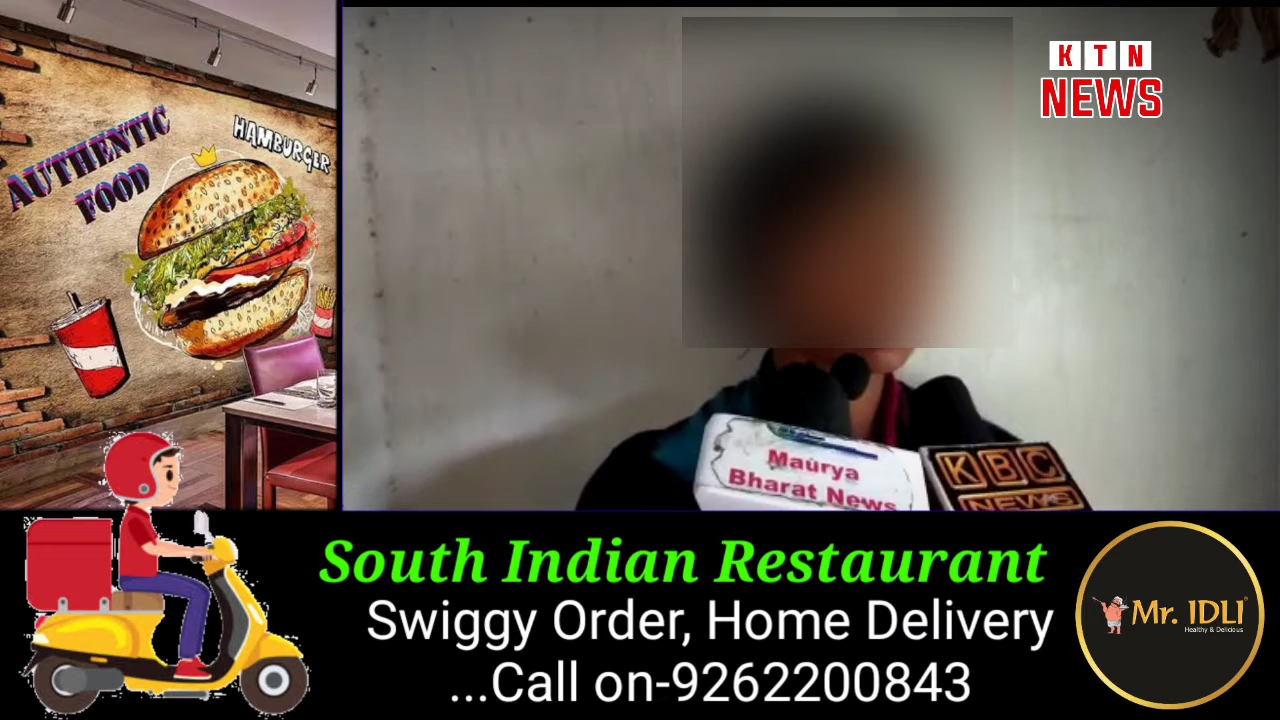 AUTHENTIC
FOOD
HAMBURGER
K T N
NEWS
Maurya
Bharat News
KBC
NEWS
South Indian Restaurant
Swiggy Order, Home Delivery
...Call on-9262200843
Mr. IDLI
Healthy & Delicious